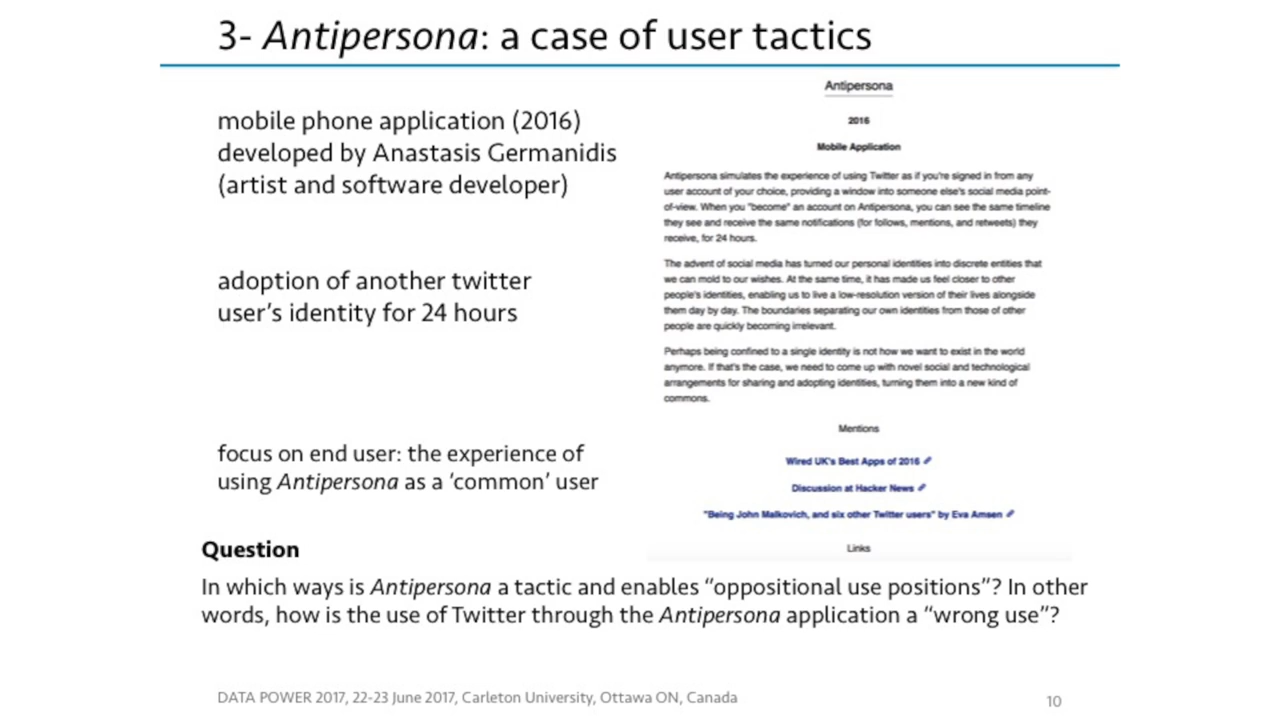 3- Antipersona: a case of user tactics
mobile phone application (2016)
developed by Anastasis Germanidis
(artist and software developer)
adoption of another twitter
user’s identity for 24 hours
focus on end user: the experience of
using Antipersona as a ‘common’ user
Antipersona
2016
Mobile Application
Antipersona simulates the experience of using Twitter as if you're signed in from any
user account of your choice, providing a window into someone else's social media point-
of-view. When you "become" an account on Antipersona, you can see the same timeline
they see and receive the same notifications (for follows, mentions, and retweets) they
receive, for 24 hours.
The advent of social media has turned our personal identities into discrete entities that
we can mold to our wishes. At the same time, it has made us feel closer to other
people's identities, enabling us to live a low-resolution version of their lives alongside
them day by day. The boundaries separating our own identities from those of other
people are quickly becoming irrelevant.
Perhaps being confined to a single identity is not how we want to exist in the world
anymore. If that's the case, we need to come up with novel social and technological
arrangements for sharing and adopting identities, turning them into a new kind of
commons.
Mentions
Wired UK's Best Apps of 2016
Discussion at Hacker News
"Being John Malkovich, and six other Twitter users" by Eva Amsen
Links
Question
In which ways is Antipersona a tactic and enables “oppositional use positions”? In other
words, how is the use of Twitter through the Antipersona application a “wrong use”?
DATA POWER 2017, 22-23 June 2017, Carleton University, Ottawa ON, Canada
10